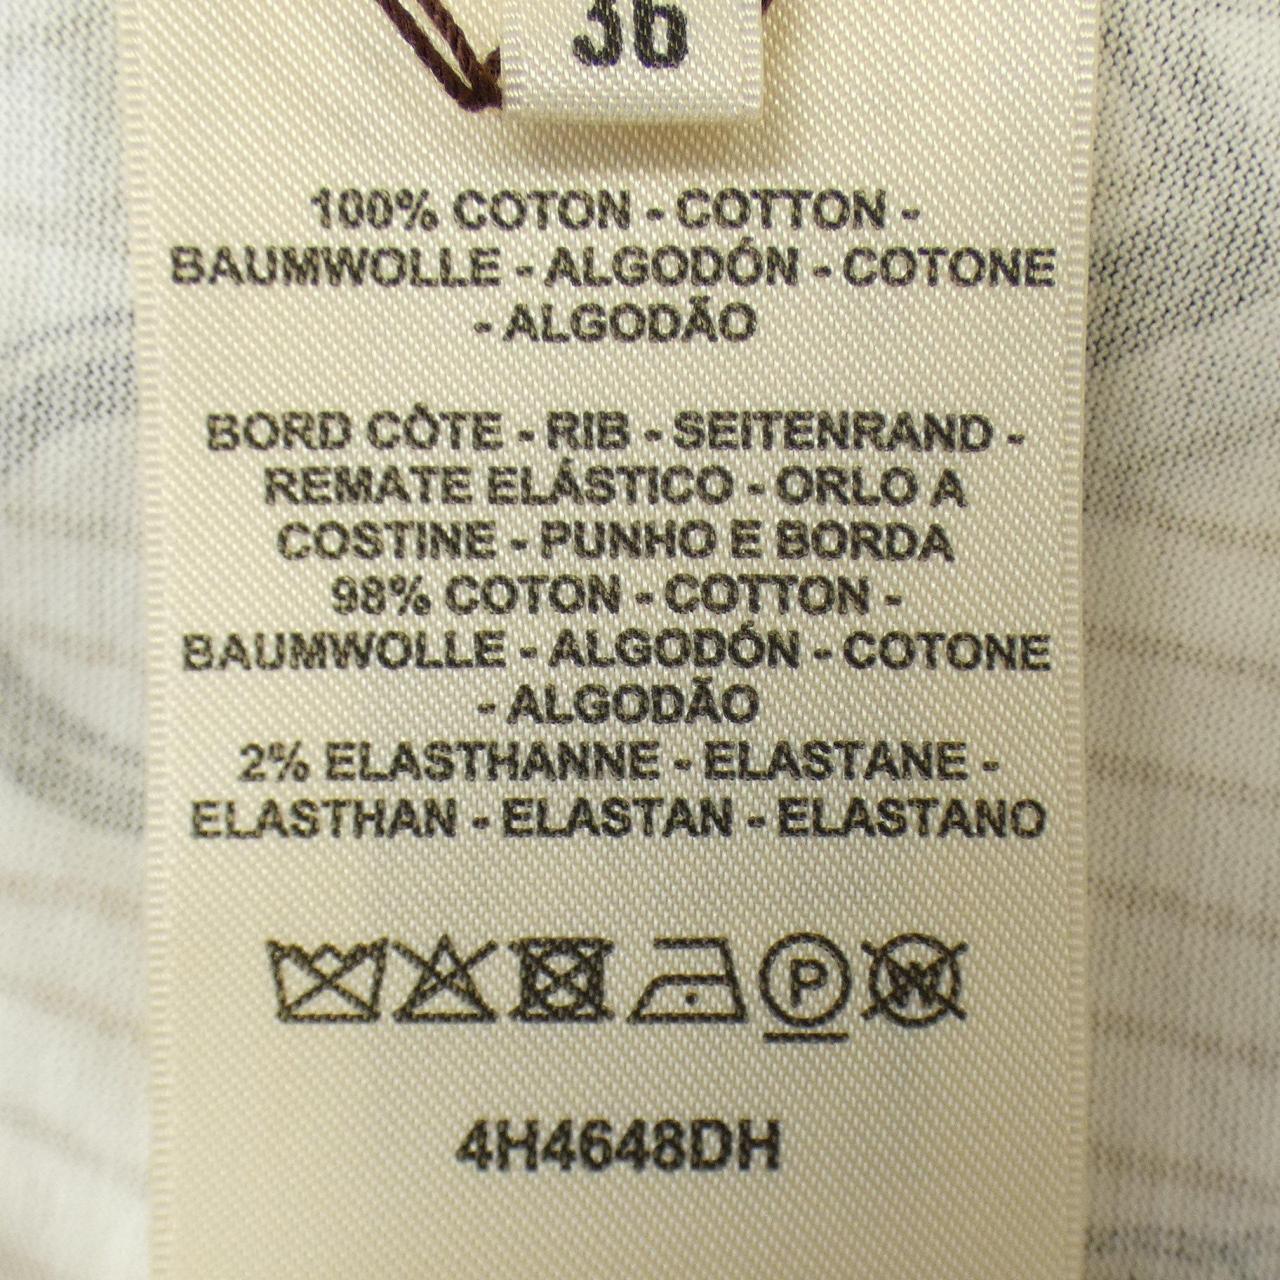 36
100% COTON - COTTON -
BAUMWOLLE - ALGODÓN - COTONE
- ALGODÃO
BORD CÔTE - RIB - SEITENRAND -
REMATE ELÁSTICO - ORLO A
COSTINE - PUNHO E BORDA
98% COTON - COTTON -
BAUMWOLLE - ALGODÓN - COTONE
- ALGODÃO
2% ELASTHANNE - ELASTANE -
ELASTHAN - ELASTAN - ELASTANO
P W
4H4648DH